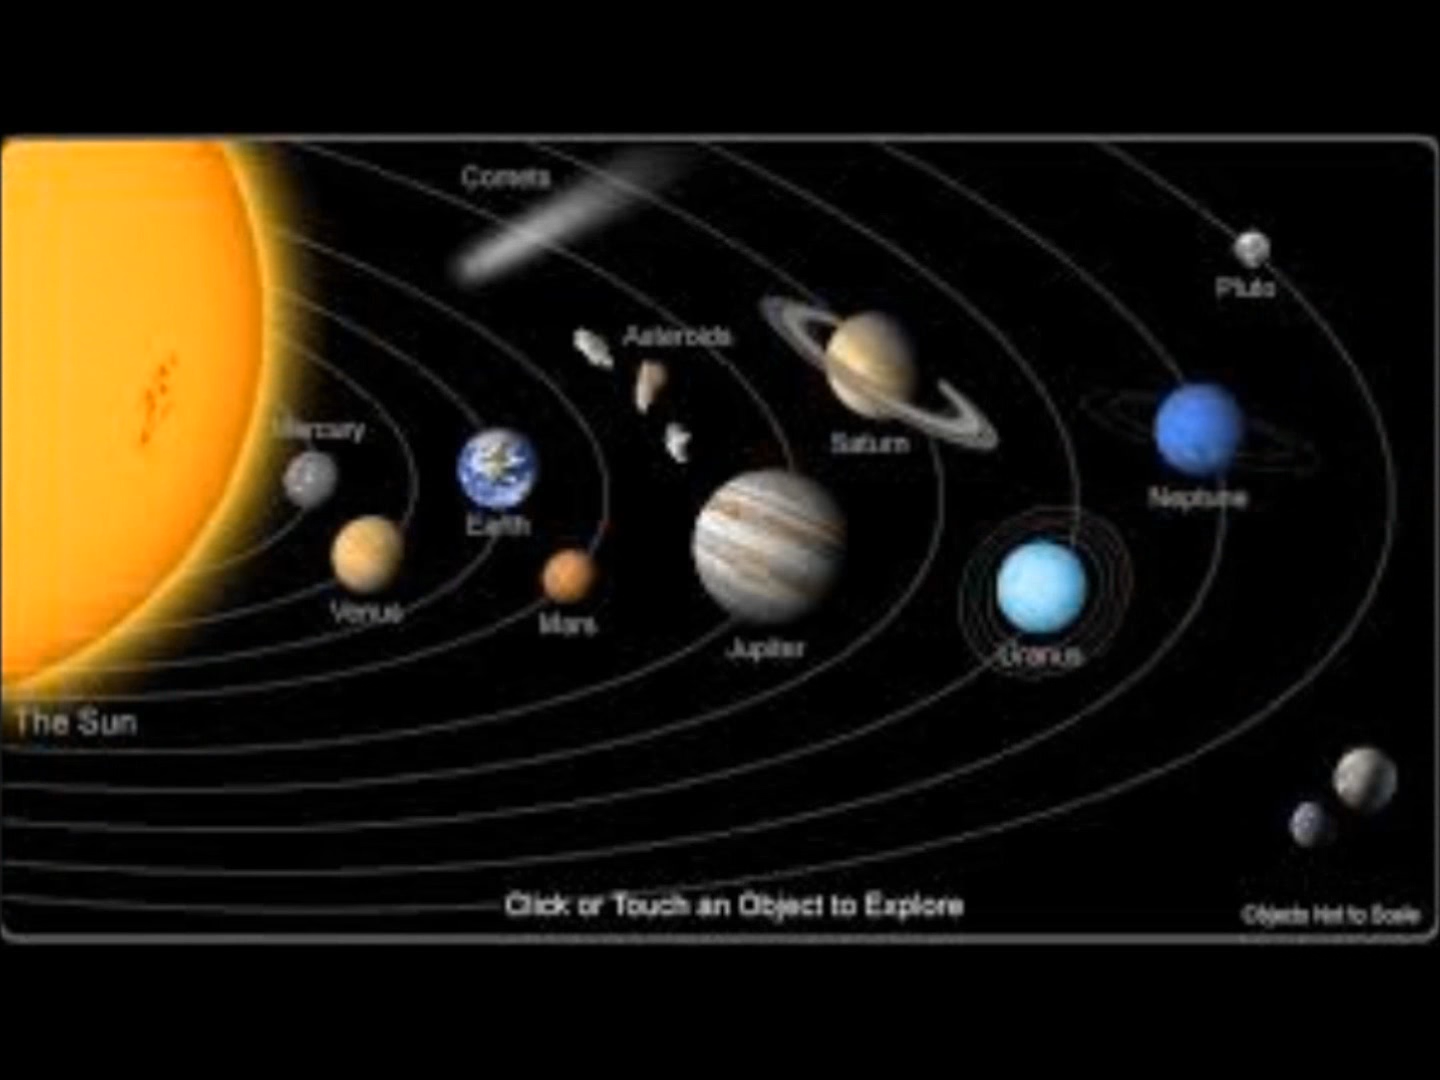 Comets
Pluto
Asteroids
Mercury
Saturn
Neptune
Earth
Venus
Mars
Jupiter
Uranus
The Sun
Click or Touch an Object to Explore
Objects Not to Scale